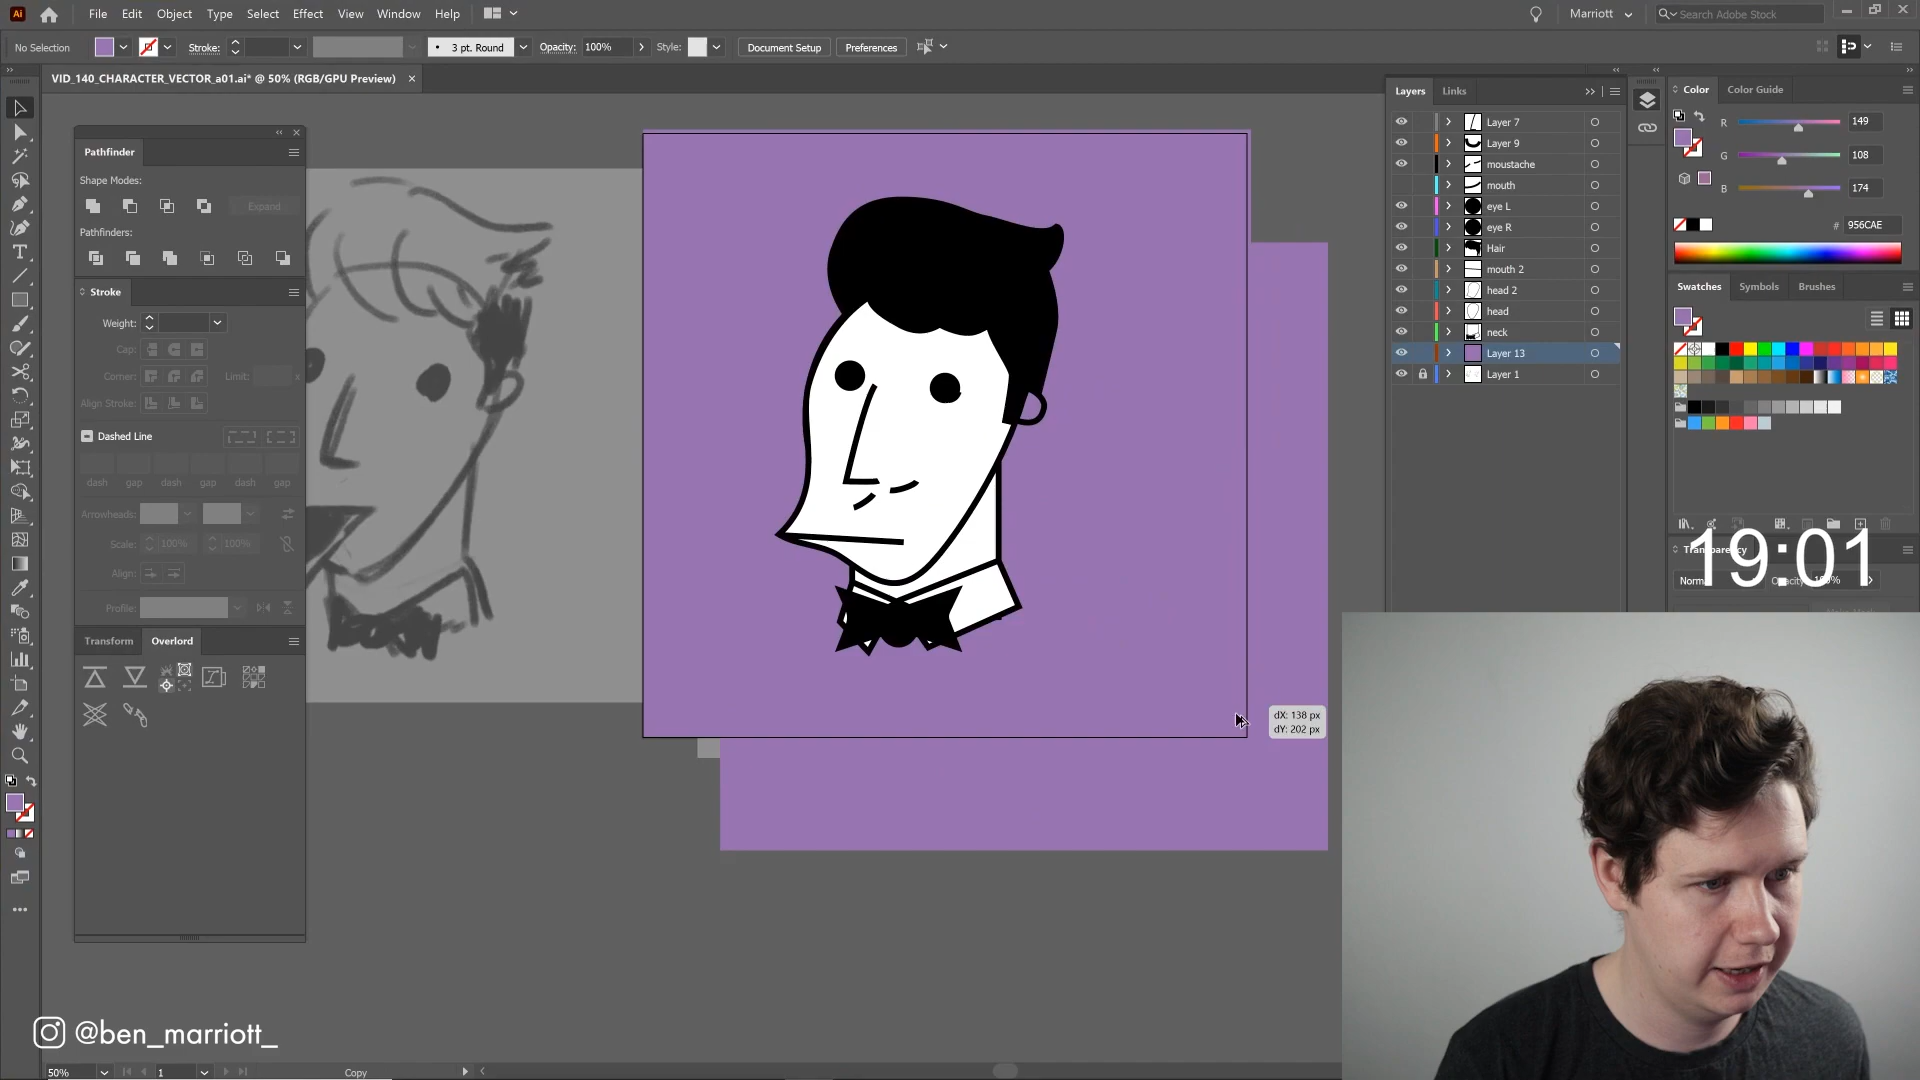 Ai File Edit Object Type Select Effect View Window Help Marriott Search Adobe Stock
No Selection Stroke: 3 pt. Round Opacity: 100% Style: Document Setup Preferences
VID_140_CHARACTER_VECTOR_a01.ai* @ 50% (RGB/GPU Preview)
Pathfinder
Shape Modes:
Expand
Pathfinders:
Stroke
Weight:
Cap:
Corner: Limit: x
Align Stroke:
Dashed Line
dash gap dash gap dash gap
Arrowheads:
Scale: 100% 100%
Align:
Profile:
Transform Overlord
dX: 138 px
dY: 202 px
Layers Links
Layer 7
Layer 9
moustache
mouth
eye L
eye R
Hair
mouth 2
head 2
head
neck
Layer 13
Layer 1
Color Color Guide
R 149
G 108
B 174
# 956CAE
Swatches Symbols Brushes
Transparency
19:01
@ben_marriott_
50% 1 Copy